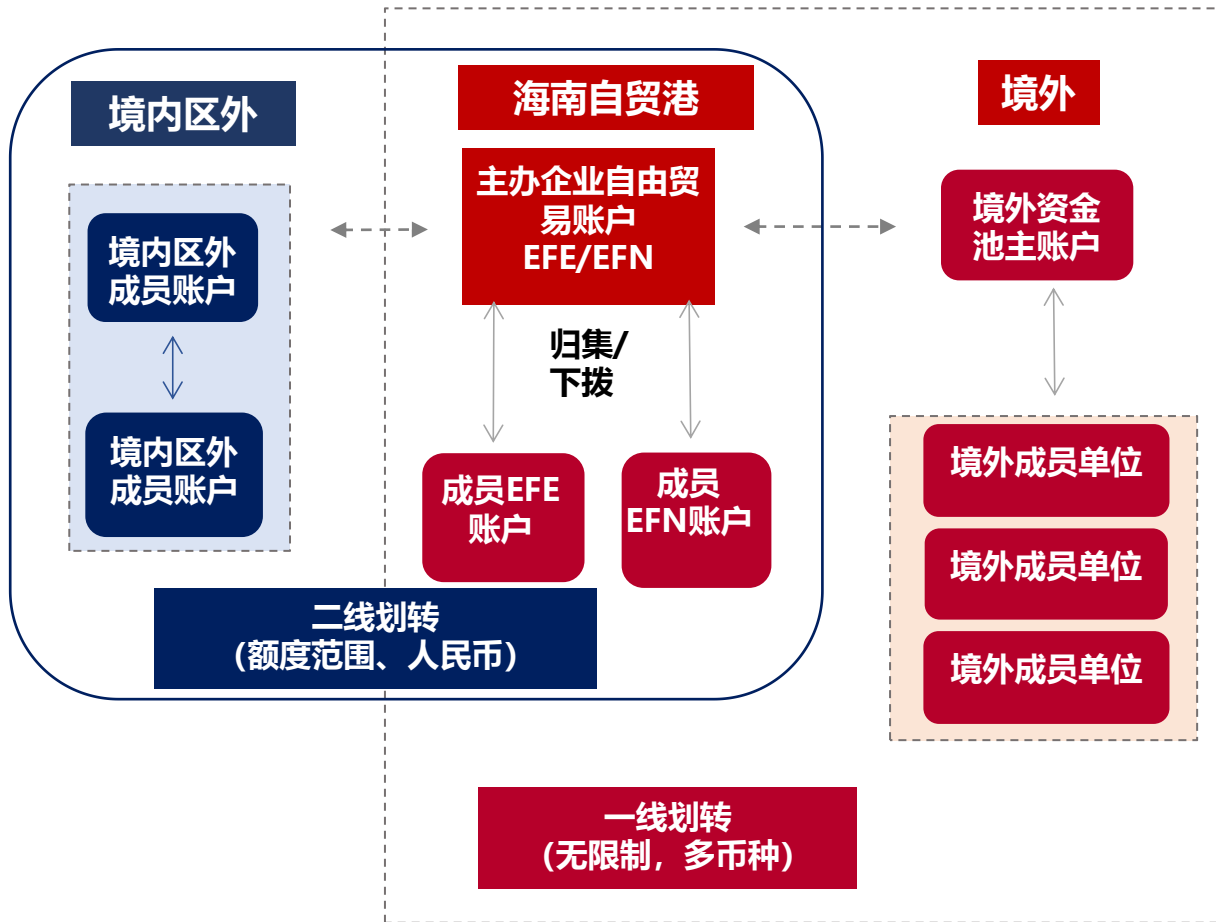 境内区外
海南自贸港
境外
境内区外
成员账户
境内区外
成员账户
主办企业自由贸
易账户
EFE/EFN
归集/
下拨
成员EFE
账户
成员
EFN账户
境外资金
池主账户
境外成员单位
境外成员单位
境外成员单位
二线划转
（额度范围、人民币）
一线划转
（无限制，多币种）